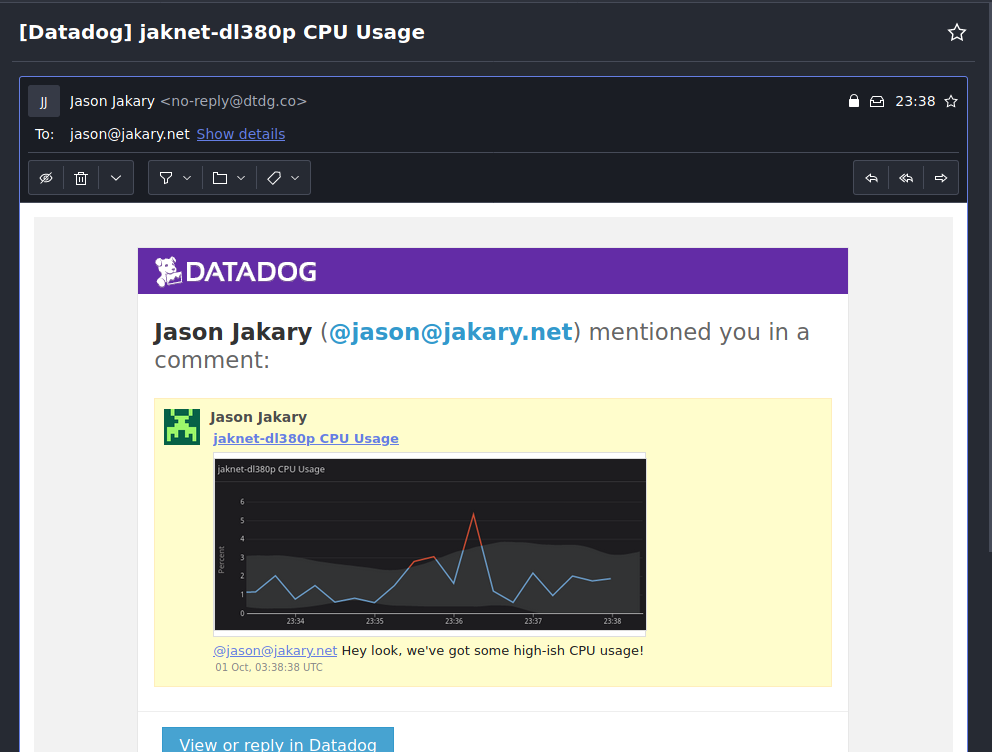 [Datadog] jaknet-dl380p CPU Usage
JJ
Jason Jakary <no-reply@dtdg.co>
23:38
To: jason@jakary.net Show details
DATADOG
Jason Jakary (@jason@jakary.net) mentioned you in a
comment:
Jason Jakary
jaknet-dl380p CPU Usage
jaknet-dl380p CPU Usage
Percent
6
5
4
3
2
1
0
23:34 23:35 23:36 23:37 23:38
@jason@jakary.net Hey look, we've got some high-ish CPU usage!
01 Oct, 03:38:38 UTC
View or reply in Datadog